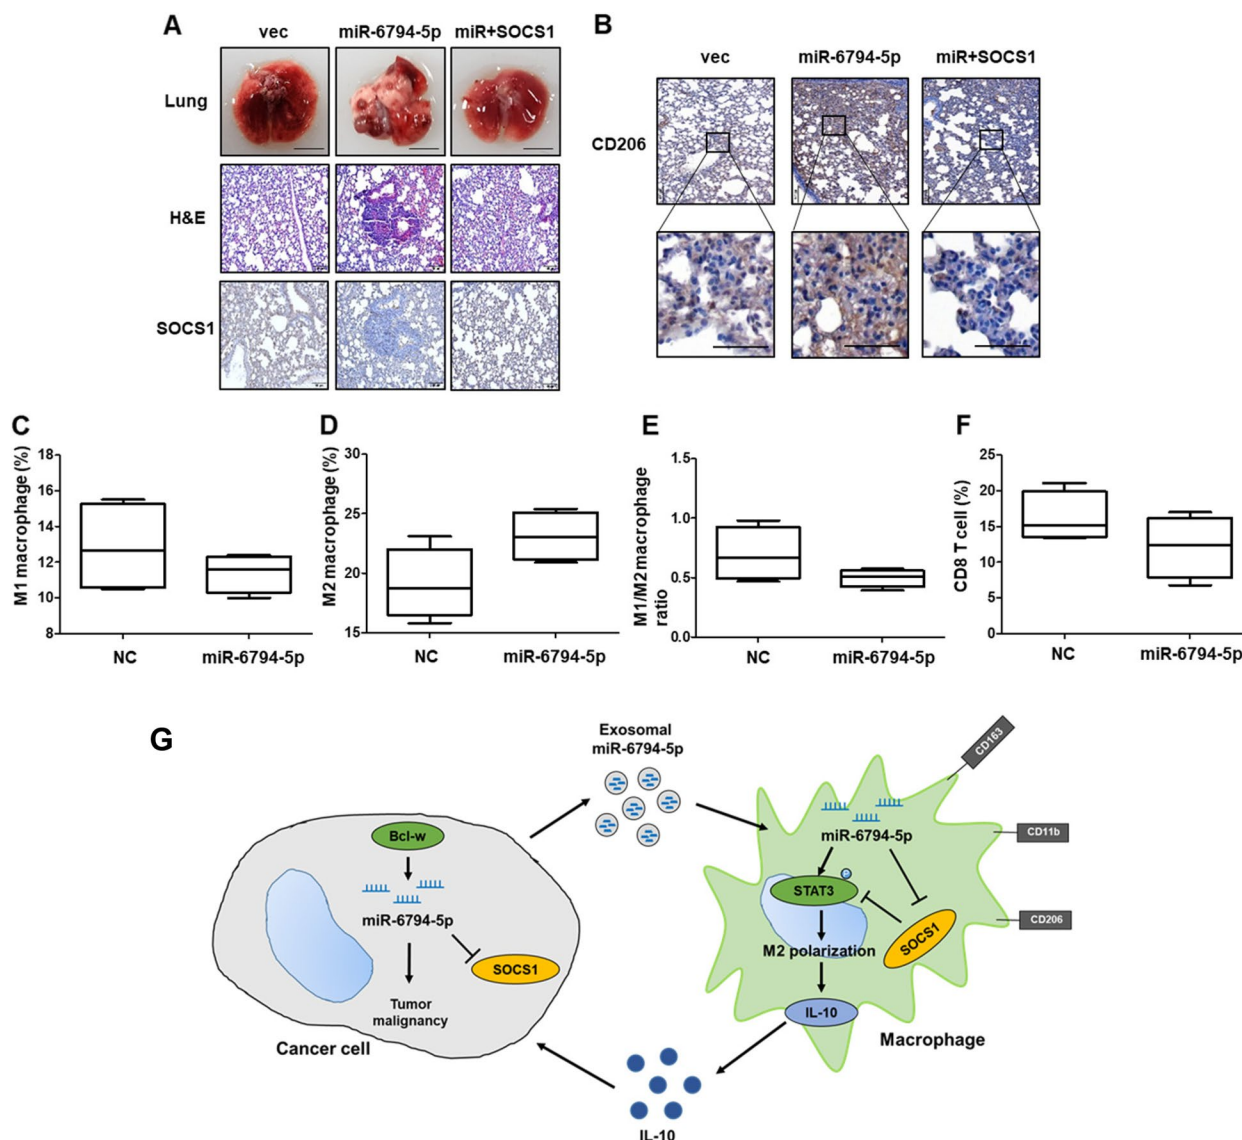 A
vec
miR-6794-5p
miR+SOCS1
Lung
H&E
SOCS1
B
vec
miR-6794-5p
miR+SOCS1
CD206
C
M1 macrophage (%)
18
16
14
12
10
8
NC
miR-6794-5p
D
M2 macrophage (%)
30
25
20
15
NC
miR-6794-5p
E
M1/M2 macrophage
ratio
1.5
1.0
0.5
0.0
NC
miR-6794-5p
F
CD8 T cell (%)
25
20
15
10
5
0
NC
miR-6794-5p
G
Exosomal
miR-6794-5p
Bcl-w
miR-6794-5p
SOCS1
Tumor
malignancy
Cancer cell
CD163
miR-6794-5p
CD11b
P
STAT3
CD206
SOCS1
M2 polarization
IL-10
Macrophage
IL-10